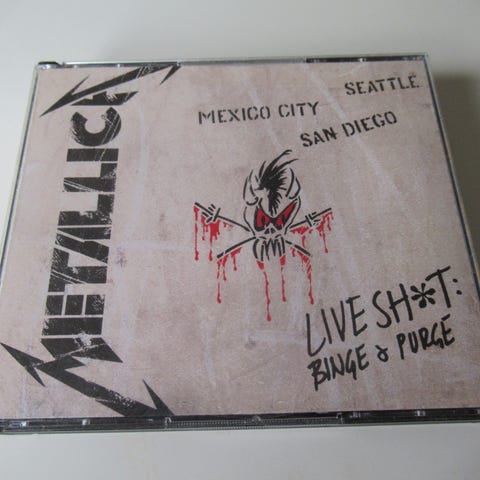 METALLICA
MEXICO CITY
SEATTLE
SAN DIEGO
LIVE SH*T:
BINGE & PURGE